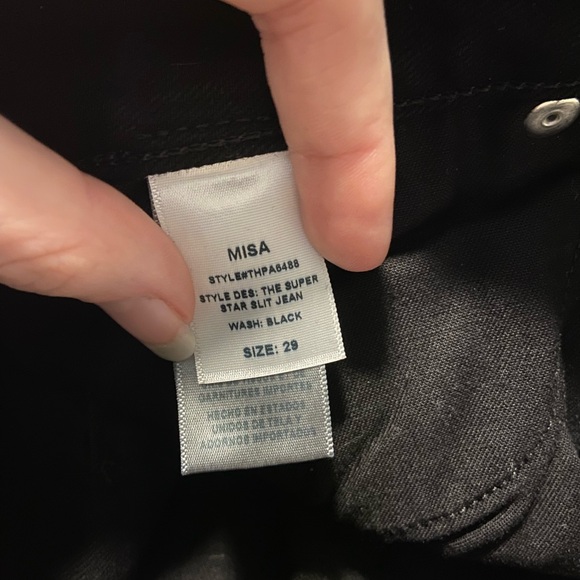 MISA
STYLE#THPA6488
STYLE DES: THE SUPER
STAR SLIT JEAN
WASH: BLACK
SIZE: 29
GARNITURES IMPORTEES
HECHO EN ESTADOS
UNIDOS DE TELA Y
ADORNOS IMPORTADOS